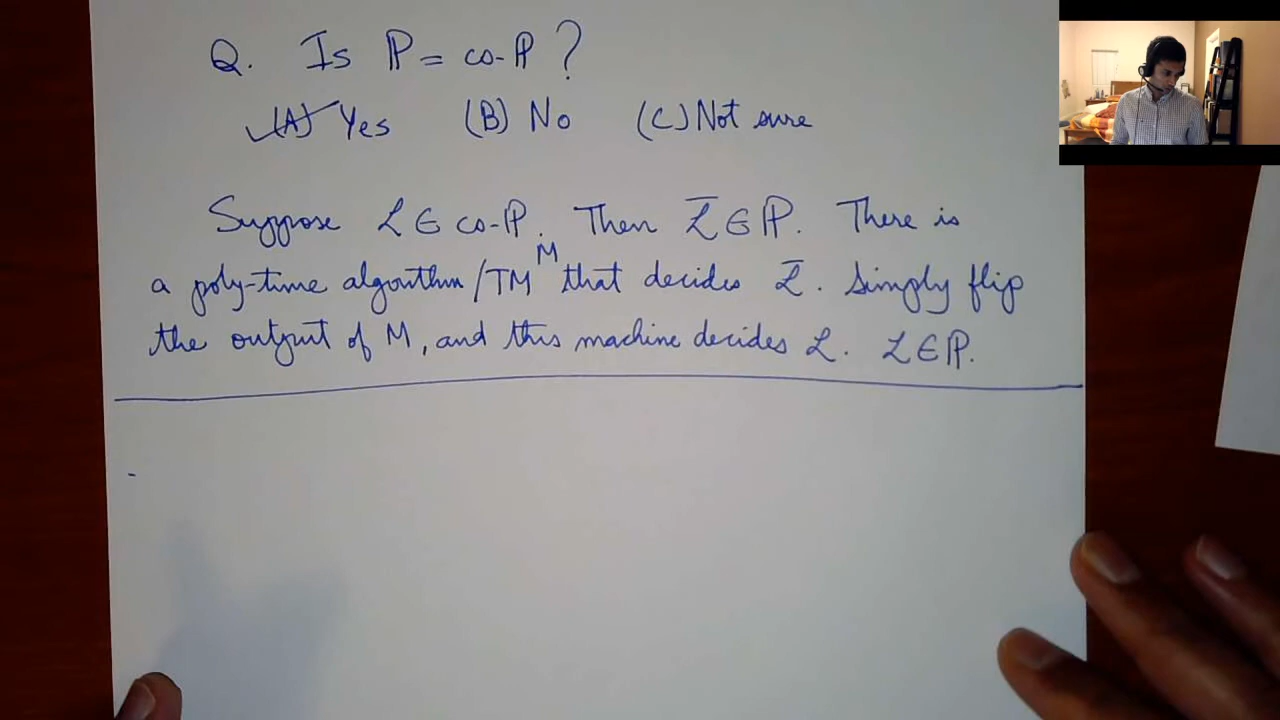 Q. Is ℙ = co-ℙ ?
(A) Yes (B) No (C) Not sure
Suppose L ∈ co-ℙ. Then L̅ ∈ ℙ. There is
a poly-time algorithm/TM M that decides L̅. Simply flip
the output of M, and this machine decides L. L ∈ ℙ.